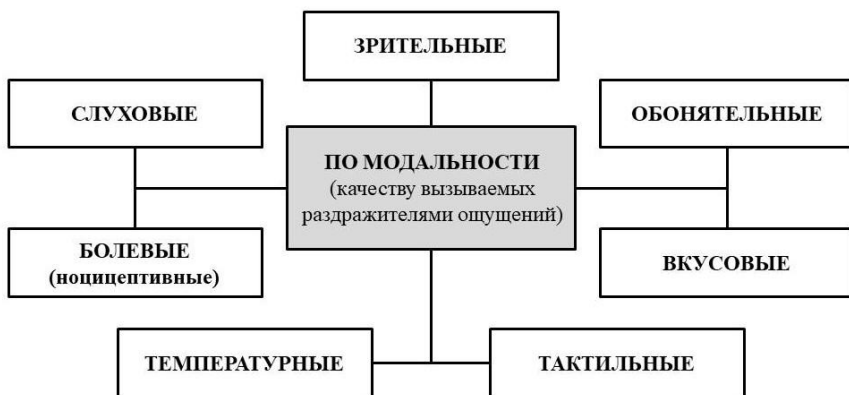 ЗРИТЕЛЬНЫЕ
СЛУХОВЫЕ
ОБОНЯТЕЛЬНЫЕ
ПО МОДАЛЬНОСТИ
(качеству вызываемых
раздражителями ощущений)
БОЛЕВЫЕ
(ноцицептивные)
ВКУСОВЫЕ
ТЕМПЕРАТУРНЫЕ
ТАКТИЛЬНЫЕ